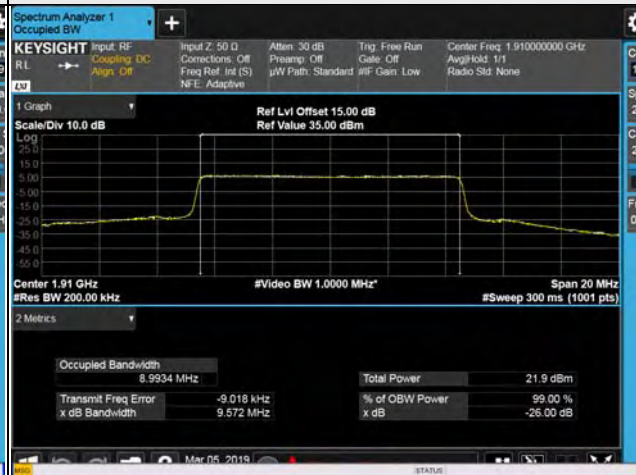 Spectrum Analyzer 1
Occupied BW
KEYSIGHT Input: RF Input Z: 50 Ω Atten: 30 dB Trig: Free Run Center Freq: 1.910000000 GHz
RL Coupling: DC Corrections: Off Preamp: Off Gate: Off Avg|Hold: 1/1
Align: Off Freq Ref: Int (S) µW Path: Standard #IF Gain: Low Radio Std: None
NFE: Adaptive
LXI
1 Graph
Ref Lvl Offset 15.00 dB
Scale/Div 10.0 dB Ref Value 35.00 dBm
Log
25.0
15.0
5.00
-5.00
-15.0
-25.0
-35.0
-45.0
-55.0
Center 1.91 GHz #Video BW 1.0000 MHz* Span 20 MHz
#Res BW 200.00 kHz #Sweep 300 ms (1001 pts)
2 Metrics
Occupied Bandwidth
8.9934 MHz Total Power 21.9 dBm
Transmit Freq Error -9.018 kHz % of OBW Power 99.00 %
x dB Bandwidth 9.572 MHz x dB -26.00 dB
Mar 05, 2019
MSG STATUS